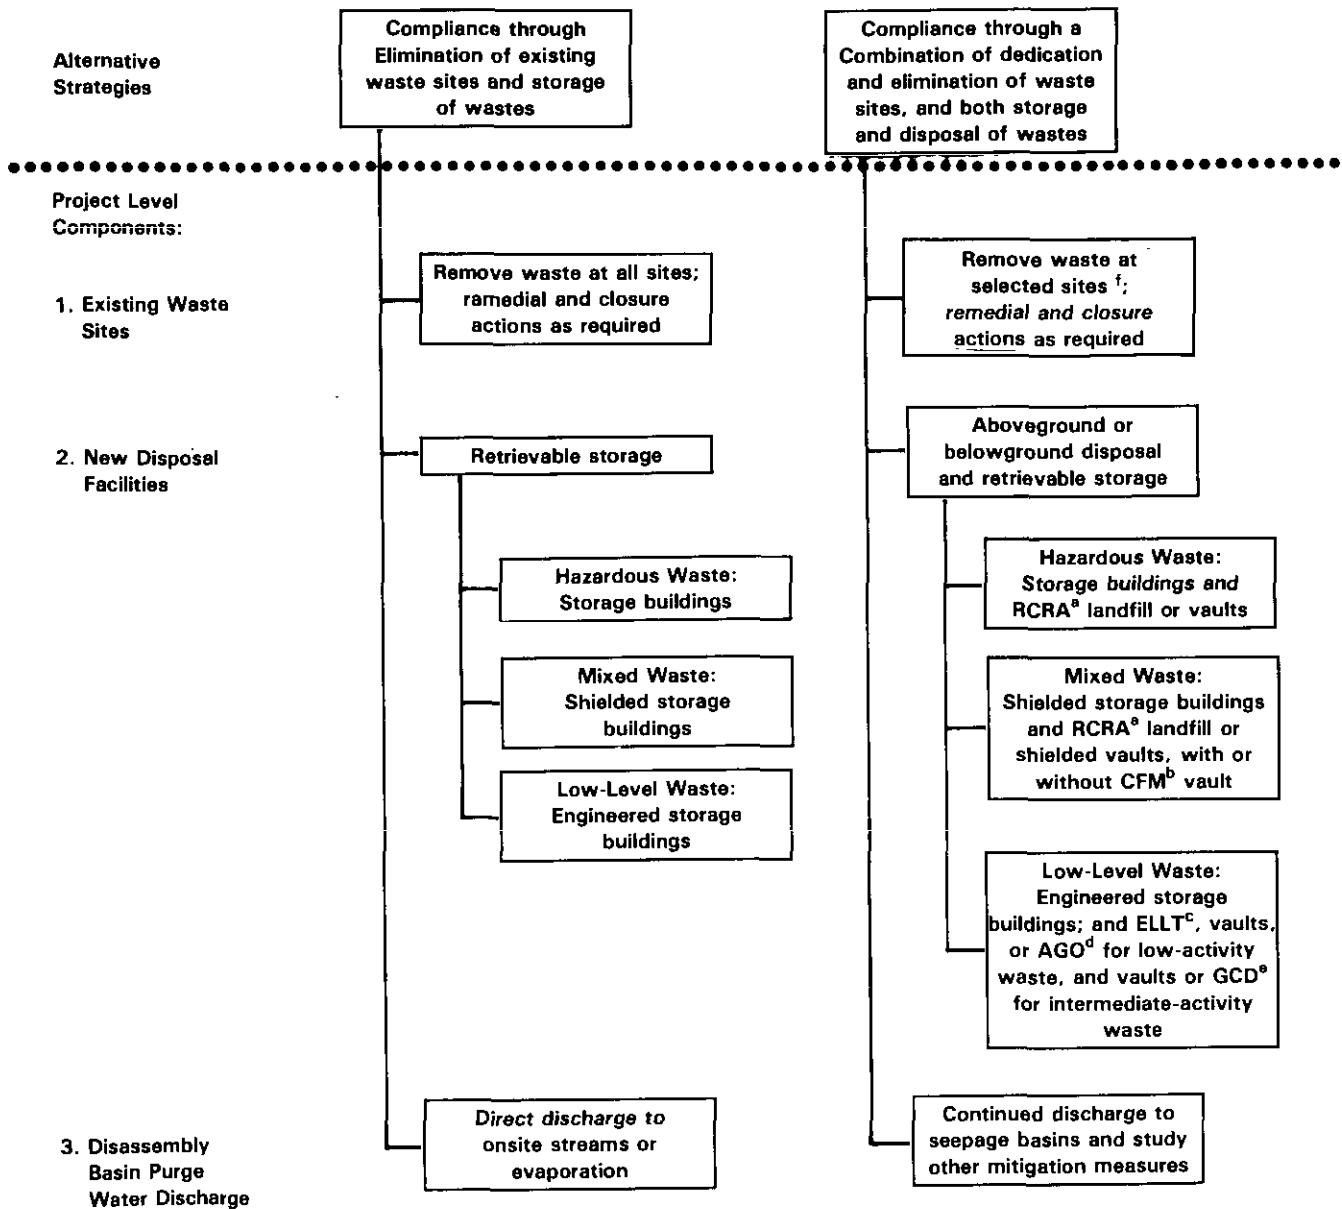 Alternative
Strategies
Compliance through
Elimination of existing
waste sites and storage
of wastes
Compliance through a
Combination of dedication
and elimination of waste
sites, and both storage
and disposal of wastes
Project Level
Components:
1. Existing Waste
Sites
Remove waste at all sites;
ramedial and closure
actions as required
Remove waste at
selected sites f;
remedial and closure
actions as required
2. New Disposal
Facilities
Retrievable storage
Aboveground or
belowground disposal
and retrievable storage
Hazardous Waste:
Storage buildings
Hazardous Waste:
Storage buildings and
RCRAa landfill or vaults
Mixed Waste:
Shielded storage
buildings
Mixed Waste:
Shielded storage buildings
and RCRAa landfill or
shielded vaults, with or
without CFMb vault
Low-Level Waste:
Engineered storage
buildings
Low-Level Waste:
Engineered storage
buildings; and ELLTc, vaults,
or AGOd for low-activity
waste, and vaults or GCDe
for intermediate-activity
waste
3. Disassembly
Basin Purge
Water Discharge
Direct discharge to
onsite streams or
evaporation
Continued discharge to
seepage basins and study
other mitigation measures